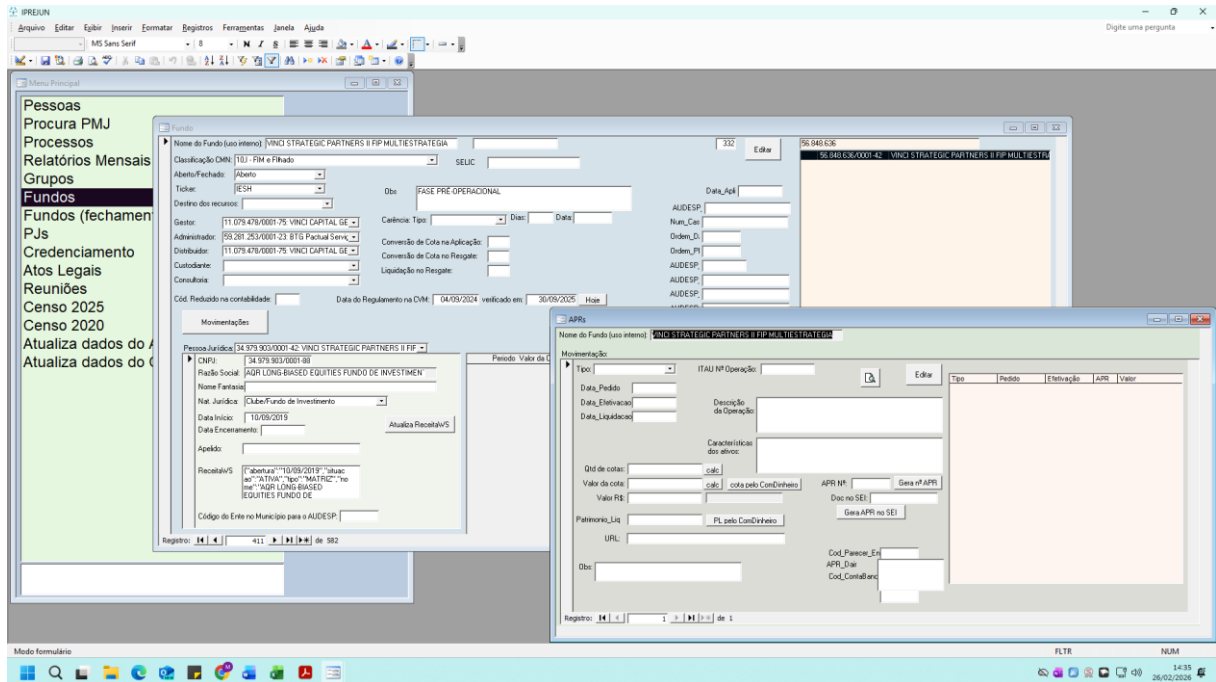 IPREJUN
Arquivo Editar Exibir Inserir Formatar Registros Ferramentas Janela Ajuda
Digite uma pergunta
MS Sans Serif 8 N I S
Menu Principal
Pessoas
Procura PMJ
Processos
Relatórios Mensais
Grupos
Fundos
Fundos (fechamen
PJs
Credenciamento
Atos Legais
Reuniões
Censo 2025
Censo 2020
Atualiza dados do A
Atualiza dados do C
Fundo
Nome do Fundo (uso interno): VINCI STRATEGIC PARTNERS II FIP MULTIESTRATEGIA 332 Editar 56.848.636
Classificação CMN: 10J - FIM e FInhado SELIC
56.848.636/0001-42 VINCI STRATEGIC PARTNERS II FIP MULTIESTR
Aberto/Fechado: Aberto
Ticker: IESH Obs FASE PRÉ-OPERACIONAL Data_Apli
Destino dos recursos:
AUDESP_
Gestor: 11.079.478/0001-75: VINCI CAPITAL GE Carência: Tipo: Dias: Data: Num_Cas
Administrador: 59.281.253/0001-23: BTG Pactual Serviç Conversão de Cota na Aplicação: Ordem_D.
Distribuidor: 11.079.478/0001-75: VINCI CAPITAL GE Conversão de Cota no Resgate: Ordem_Pl
Custodiante: Liquidação no Resgate: AUDESP_
Consultoria: AUDESP_
AUDESP_
Cód. Reduzido na contabilidade: Data do Regulamento na CVM: 04/09/2024 verificado em: 30/09/2025 Hoje
Movimentações
Pessoa Jurídica: 34.979.903/0001-42: VINCI STRATEGIC PARTNERS II FIF
CNPJ: 34.979.903/0001-88
Periodo Valor da C
Razão Social: AQR LONG-BIASED EQUITIES FUNDO DE INVESTIMEN
Nome Fantasia
Nat. Jurídica: Clube/Fundo de Investimento
Data Início: 10/09/2019
Data Encerramento:
Atualiza ReceitaWS
Apelido:
ReceitaWS {"abertura":"10/09/2019","situac
ao":"ATIVA","tipo":"MATRIZ","no
me":"AQR LONG-BIASED
EQUITIES FUNDO DE
Código do Ente no Município para o AUDESP:
Registro: 411 de 582
APRs
Nome do Fundo (uso interno): VINCI STRATEGIC PARTNERS II FIP MULTIESTRATEGIA
Movimentação:
Tipo: ITAU Nº Operação: Editar
Tipo Pedido Efetivação APR Valor
Data_Pedido
Data_Efetivacao
Data_Liquidacao
Descrição
da Operação:
Características
dos ativos:
Qtd de cotas: calc
Valor da cota: calc cota pelo ComDinheiro APR Nº: Gera nº APR
Valor R$: Doc no SEI:
Gera APR no SEI
Patrimonio_Liq PL pelo ComDinheiro
URL:
Cod_Parecer_En
Obs: APR_Dair
Cod_ContaBanc
Registro: 1 de 1
Modo formulário FLTR NUM
14:35
26/02/2026